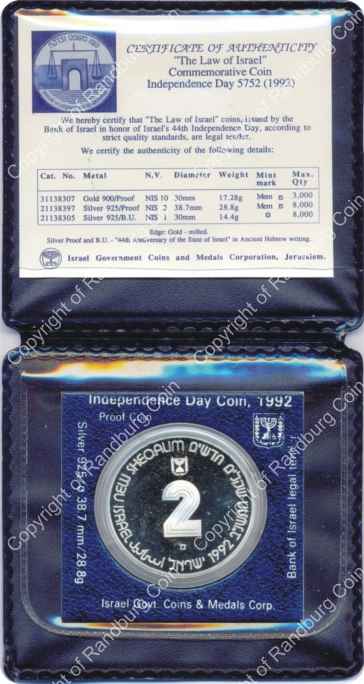 CERTIFICATE OF AUTHENTICITY
"The Law of Israel"
Commemorative Coin
Independence Day 5752 (1992)
We hereby certify that "The Law of Israel" coins, issued by the
Bank of Israel in honor of Israel's 44th Independence Day, according to
strict quality standards, are legal tender.
We certify the authenticity of the following details:
Cat. No. Metal N.V. Diameter Weight Mint mark Max. Qty
31138307 Gold 900/Proof NIS 10 30mm 17.28g Mem 3,000
21138397 Silver 925/Proof NIS 2 38.7mm 28.8g Mem 8,000
21138305 Silver 925/B.U. NIS 1 30mm 14.4g 8,000
Edge: Gold - milled.
Silver Proof and B.U. - "44th Anniversary of the State of Israel" in Ancient Hebrew writing.
Israel Government Coins and Medals Corporation, Jerusalem.
Copyright of Randburg Coin
Independence Day Coin, 1992
Proof Coin
Silver 925/ 38.7 mm/28.8g
Bank of Israel legal tender
2
NEW SHEQALIM שקלים חדשים
ISRAEL إسرائيل ישראל 1992
Israel Govt. Coins & Medals Corp.